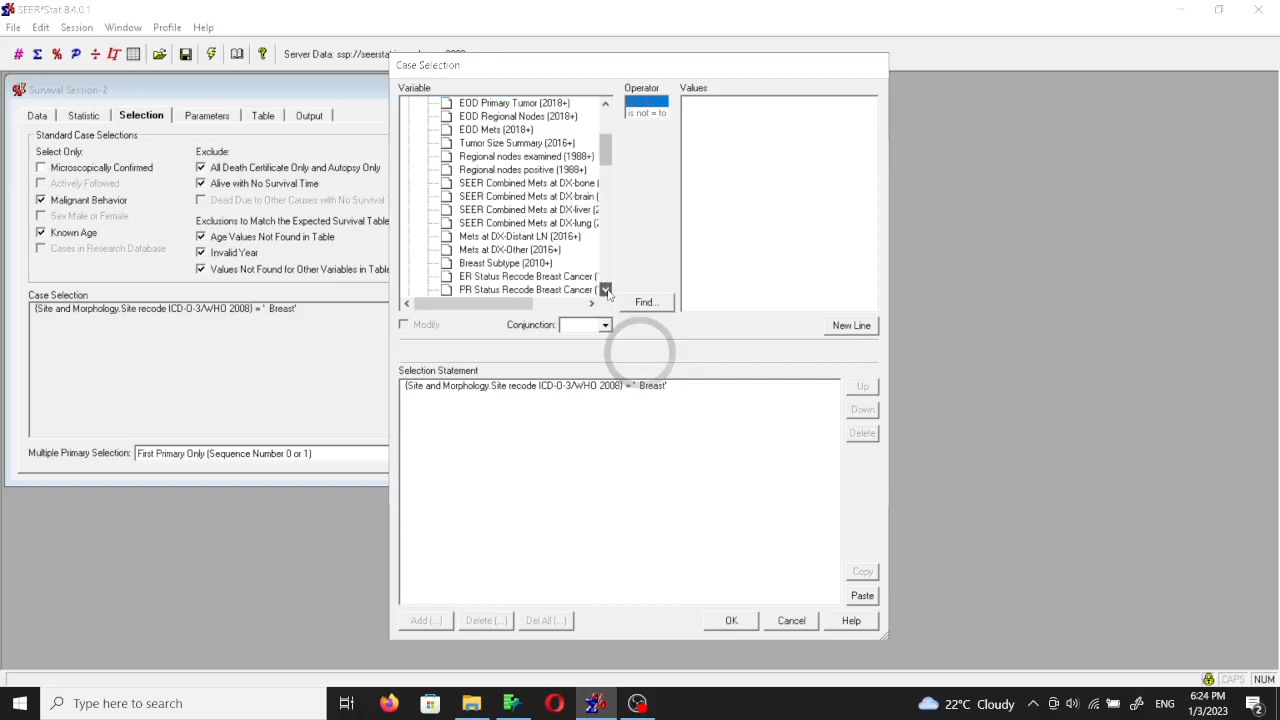 SEER*Stat 8.4.0.1
File Edit Session Window Profile Help
Server Data: ssp://seerstat
Survival Session-2
Data Statistic Selection Parameters Table Output
Standard Case Selections
Select Only:
Microscopically Confirmed
Actively Followed
Malignant Behavior
Sex Male or Female
Known Age
Cases in Research Database
Exclude:
All Death Certificate Only and Autopsy Only
Alive with No Survival Time
Dead Due to Other Causes with No Survival T
Exclusions to Match the Expected Survival Table
Age Values Not Found in Table
Invalid Year
Values Not Found for Other Variables in Table
Case Selection
{Site and Morphology.Site recode ICD-O-3/WHO 2008} = ' Breast'
Multiple Primary Selection: First Primary Only (Sequence Number 0 or 1)
Case Selection
Variable Operator Values
EOD Primary Tumor (2018+)
EOD Regional Nodes (2018+)
EOD Mets (2018+)
Tumor Size Summary (2016+)
Regional nodes examined (1988+)
Regional nodes positive (1988+)
SEER Combined Mets at DX-bone (
SEER Combined Mets at DX-brain (
SEER Combined Mets at DX-liver (2
SEER Combined Mets at DX-lung (2
Mets at DX-Distant LN (2016+)
Mets at DX-Other (2016+)
Breast Subtype (2010+)
ER Status Recode Breast Cancer (
PR Status Recode Breast Cancer (
is not = to
Find...
Modify Conjunction: New Line
Selection Statement
{Site and Morphology.Site recode ICD-O-3/WHO 2008} = ' Breast'
Up
Down
Delete
Copy
Paste
Add (...) Delete (...) Del All (...) OK Cancel Help
CAPS NUM
Type here to search
22°C Cloudy
ENG
6:24 PM
1/3/2023
2